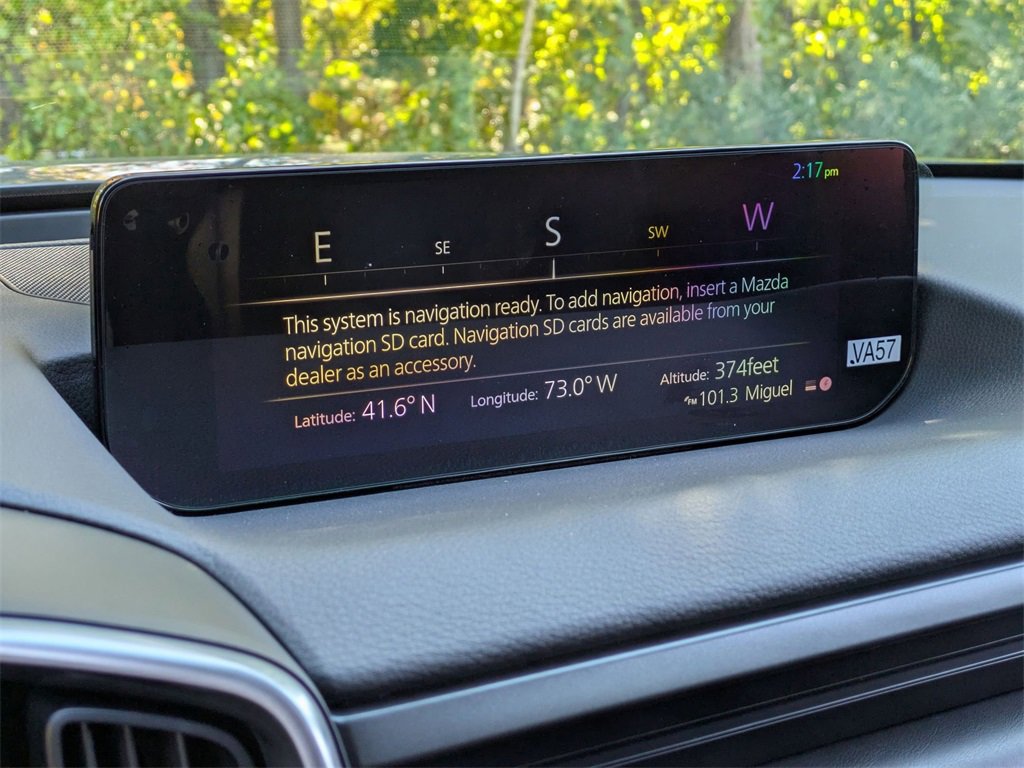 2:17 pm
E SE S SW W
This system is navigation ready. To add navigation, insert a Mazda
navigation SD card. Navigation SD cards are available from your
dealer as an accessory.
Latitude: 41.6° N Longitude: 73.0° W Altitude: 374feet
FM 101.3 Miguel
VA57